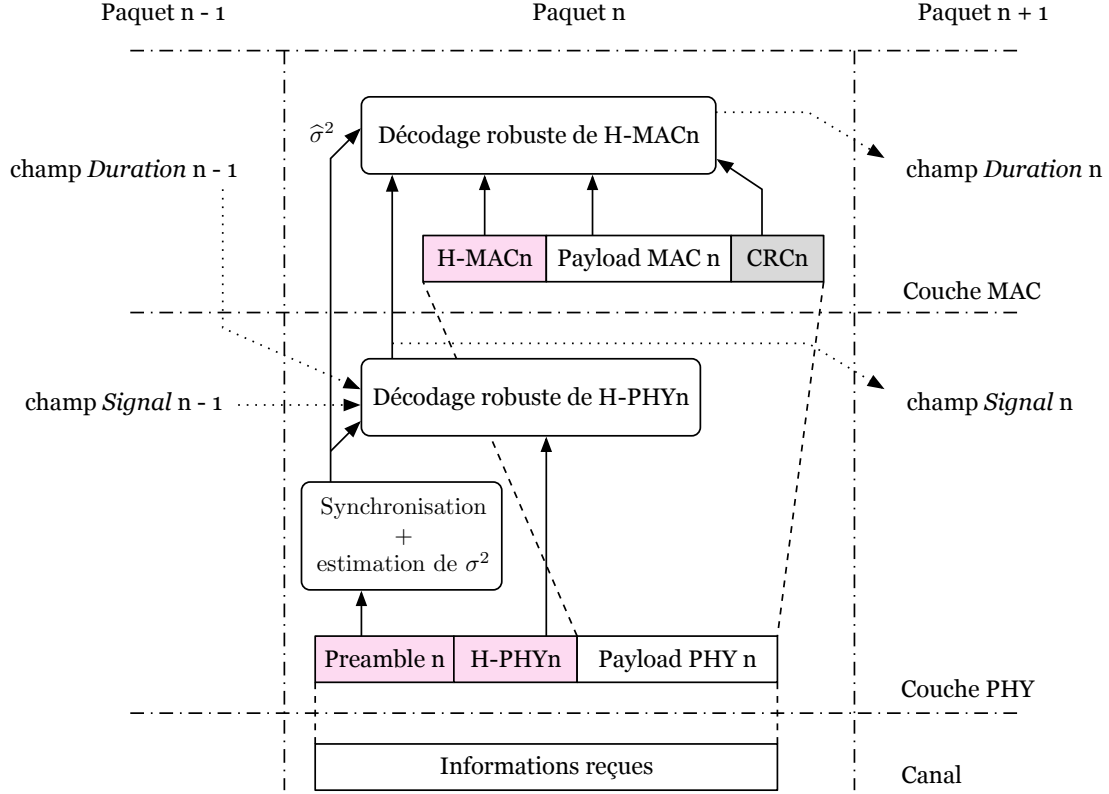 Paquet n - 1
Paquet n
Paquet n + 1
σ̂²
Décodage robuste de H-MACn
champ Duration n - 1
champ Duration n
H-MACn
Payload MAC n
CRCn
Couche MAC
Décodage robuste de H-PHYn
champ Signal n - 1
champ Signal n
Synchronisation
+
estimation de σ²
Preamble n
H-PHYn
Payload PHY n
Couche PHY
Informations reçues
Canal